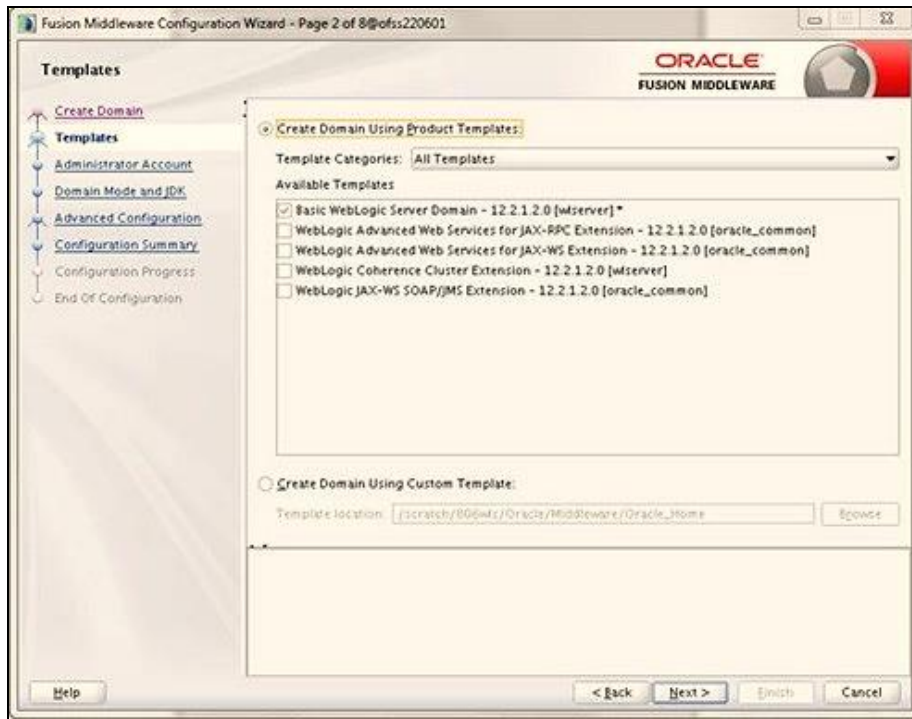 Fusion Middleware Configuration Wizard - Page 2 of 8@ofss220601
Templates
ORACLE
FUSION MIDDLEWARE
Create Domain
Templates
Administrator Account
Domain Mode and JDK
Advanced Configuration
Configuration Summary
Configuration Progress
End Of Configuration
Create Domain Using Product Templates:
Template Categories: All Templates
Available Templates
Basic WebLogic Server Domain - 12.2.1.2.0 [wlserver] *
WebLogic Advanced Web Services for JAX-RPC Extension - 12.2.1.2.0 [oracle_common]
WebLogic Advanced Web Services for JAX-WS Extension - 12.2.1.2.0 [oracle_common]
WebLogic Coherence Cluster Extension - 12.2.1.2.0 [wlserver]
WebLogic JAX-WS SOAP/JMS Extension - 12.2.1.2.0 [oracle_common]
Create Domain Using Custom Template:
Template location: Browse
Help
< Back
Next >
Finish
Cancel